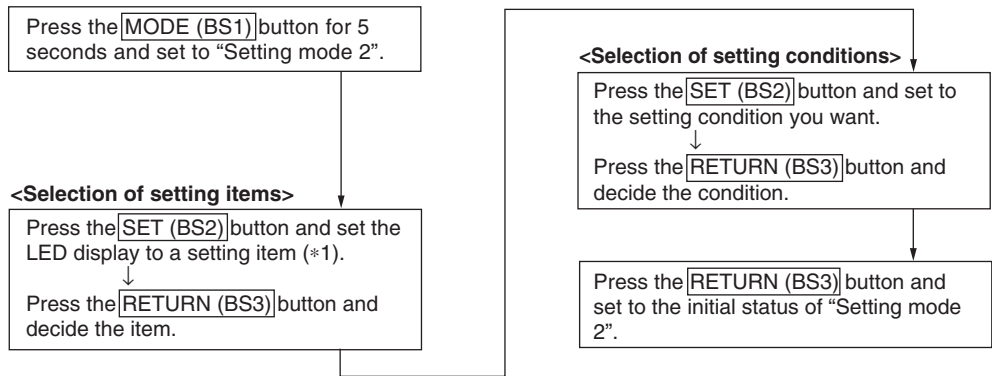 Press the MODE (BS1) button for 5
seconds and set to “Setting mode 2”.
<Selection of setting items>
Press the SET (BS2) button and set the
LED display to a setting item (*1).
↓
Press the RETURN (BS3) button and
decide the item.
<Selection of setting conditions>
Press the SET (BS2) button and set to
the setting condition you want.
↓
Press the RETURN (BS3) button and
decide the condition.
Press the RETURN (BS3) button and
set to the initial status of “Setting mode
2”.